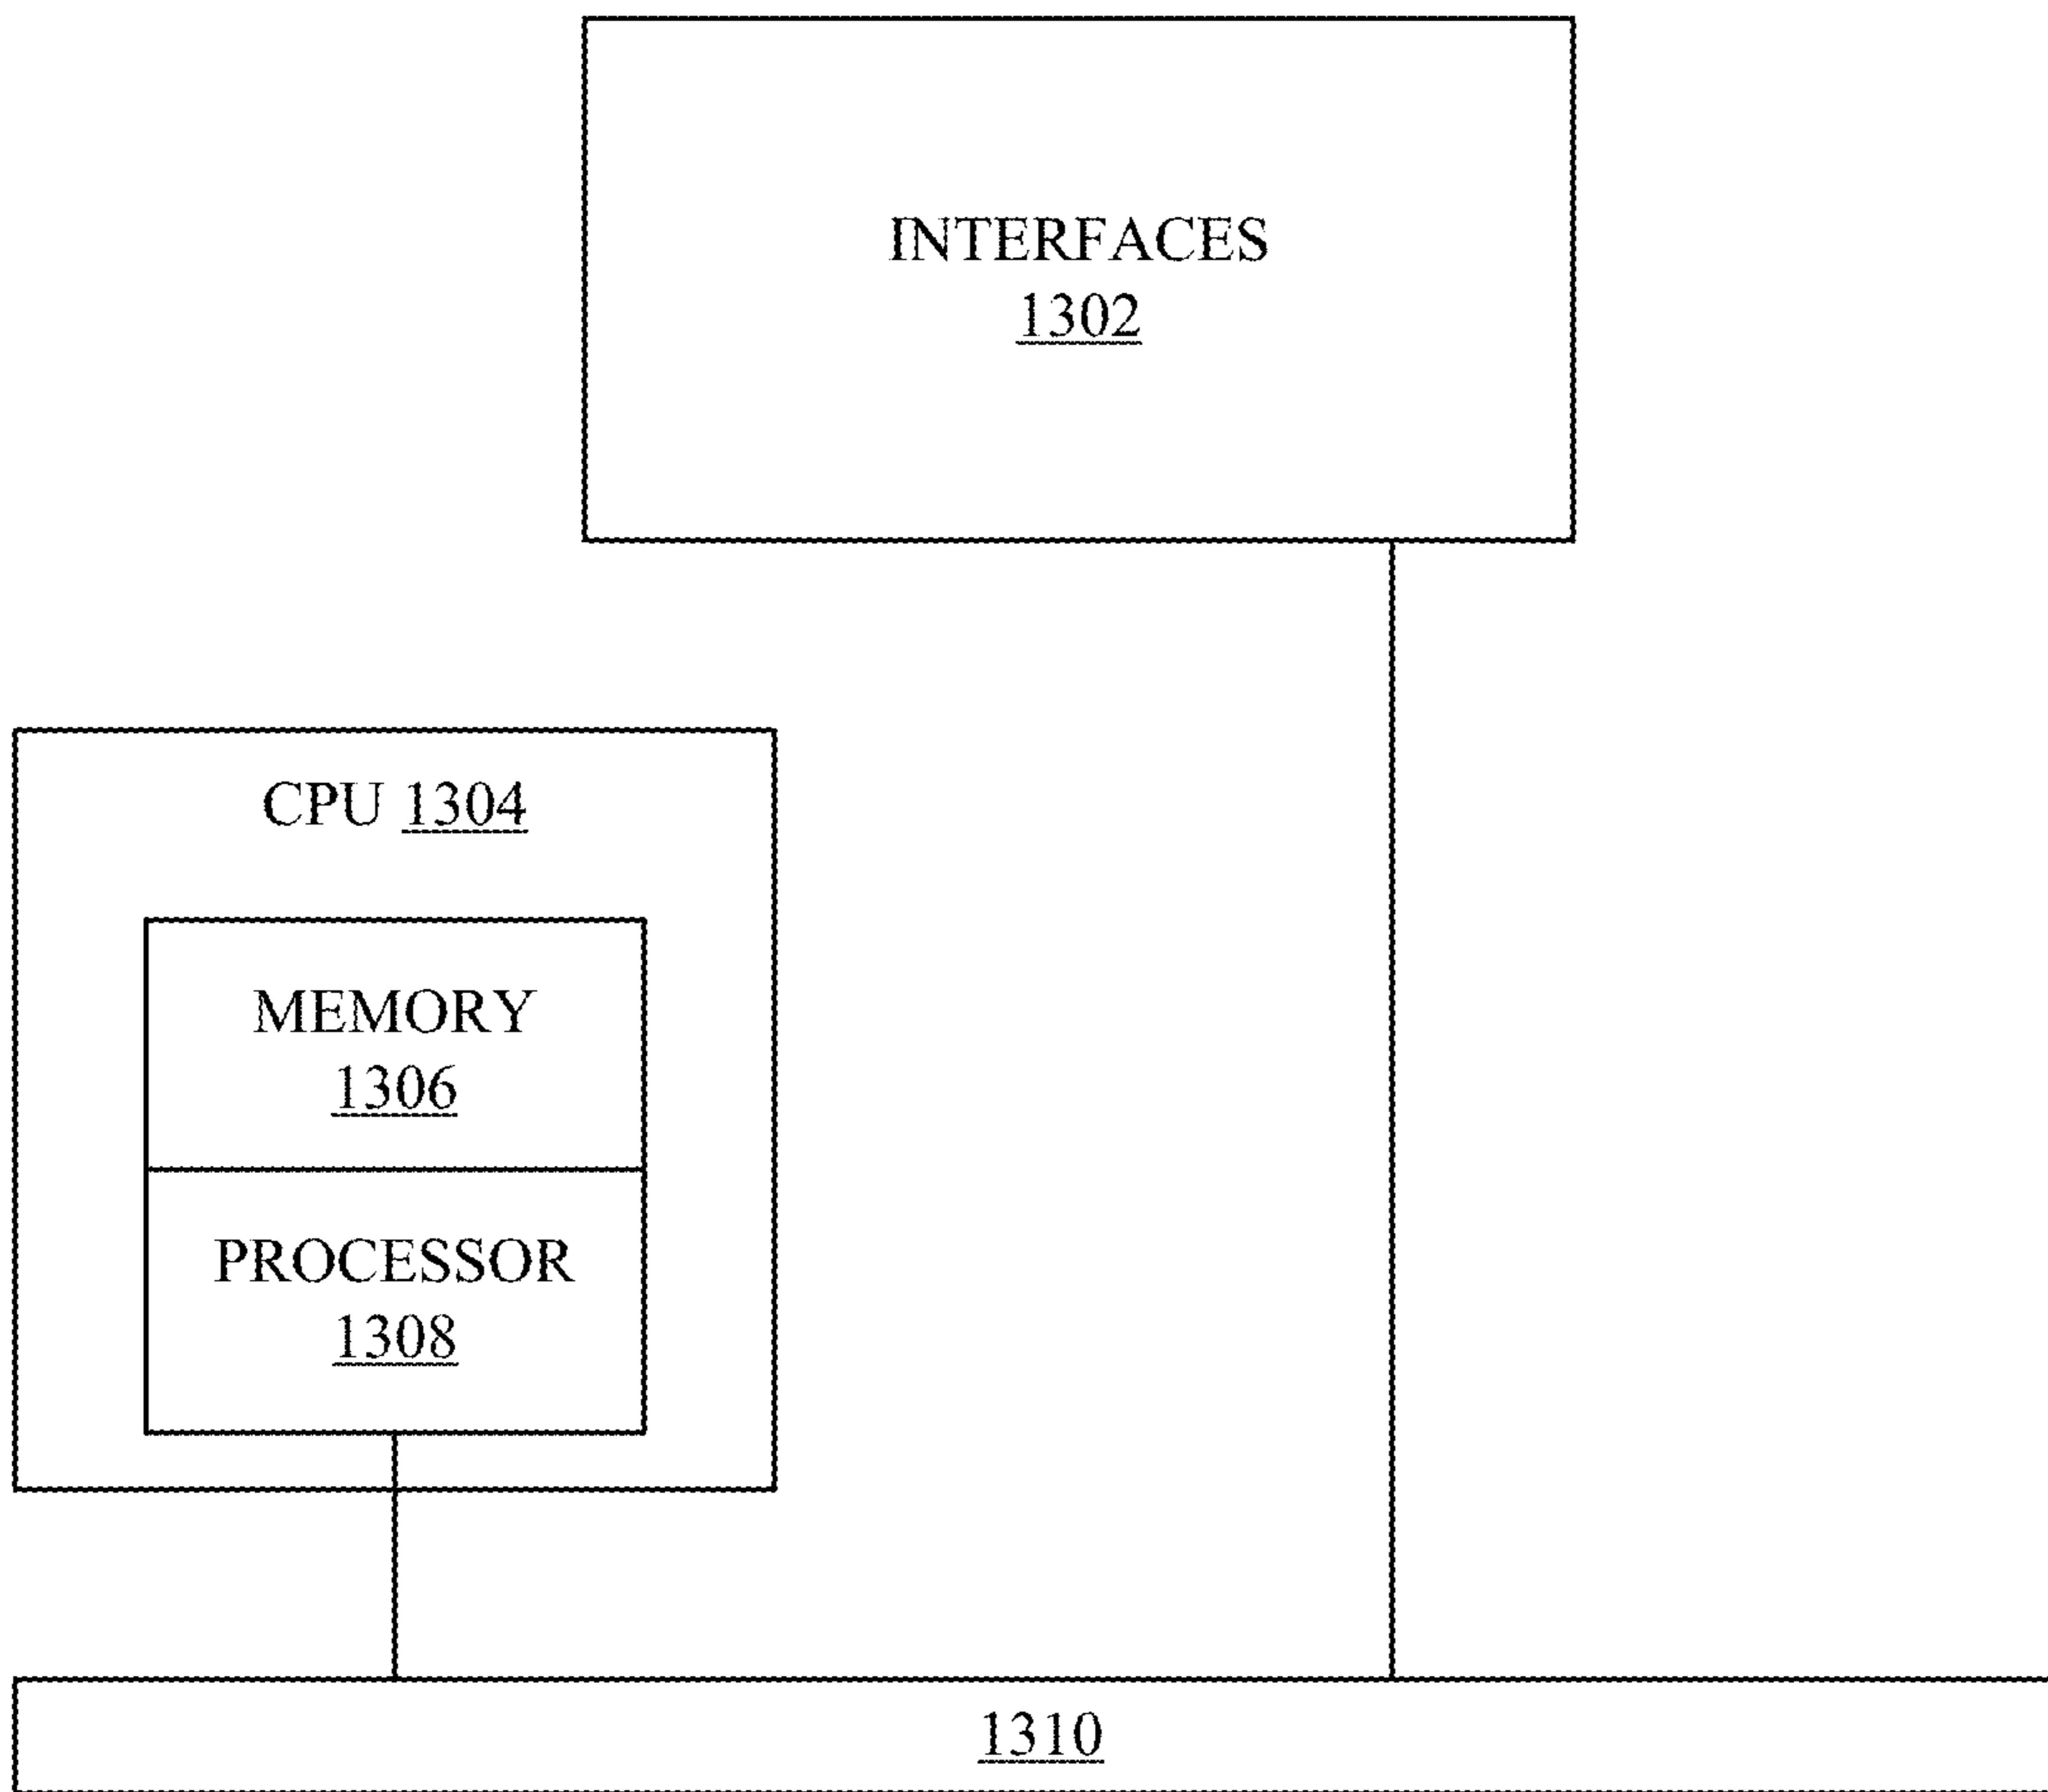 INTERFACES
1302
CPU 1304
MEMORY
1306
PROCESSOR
1308
1310